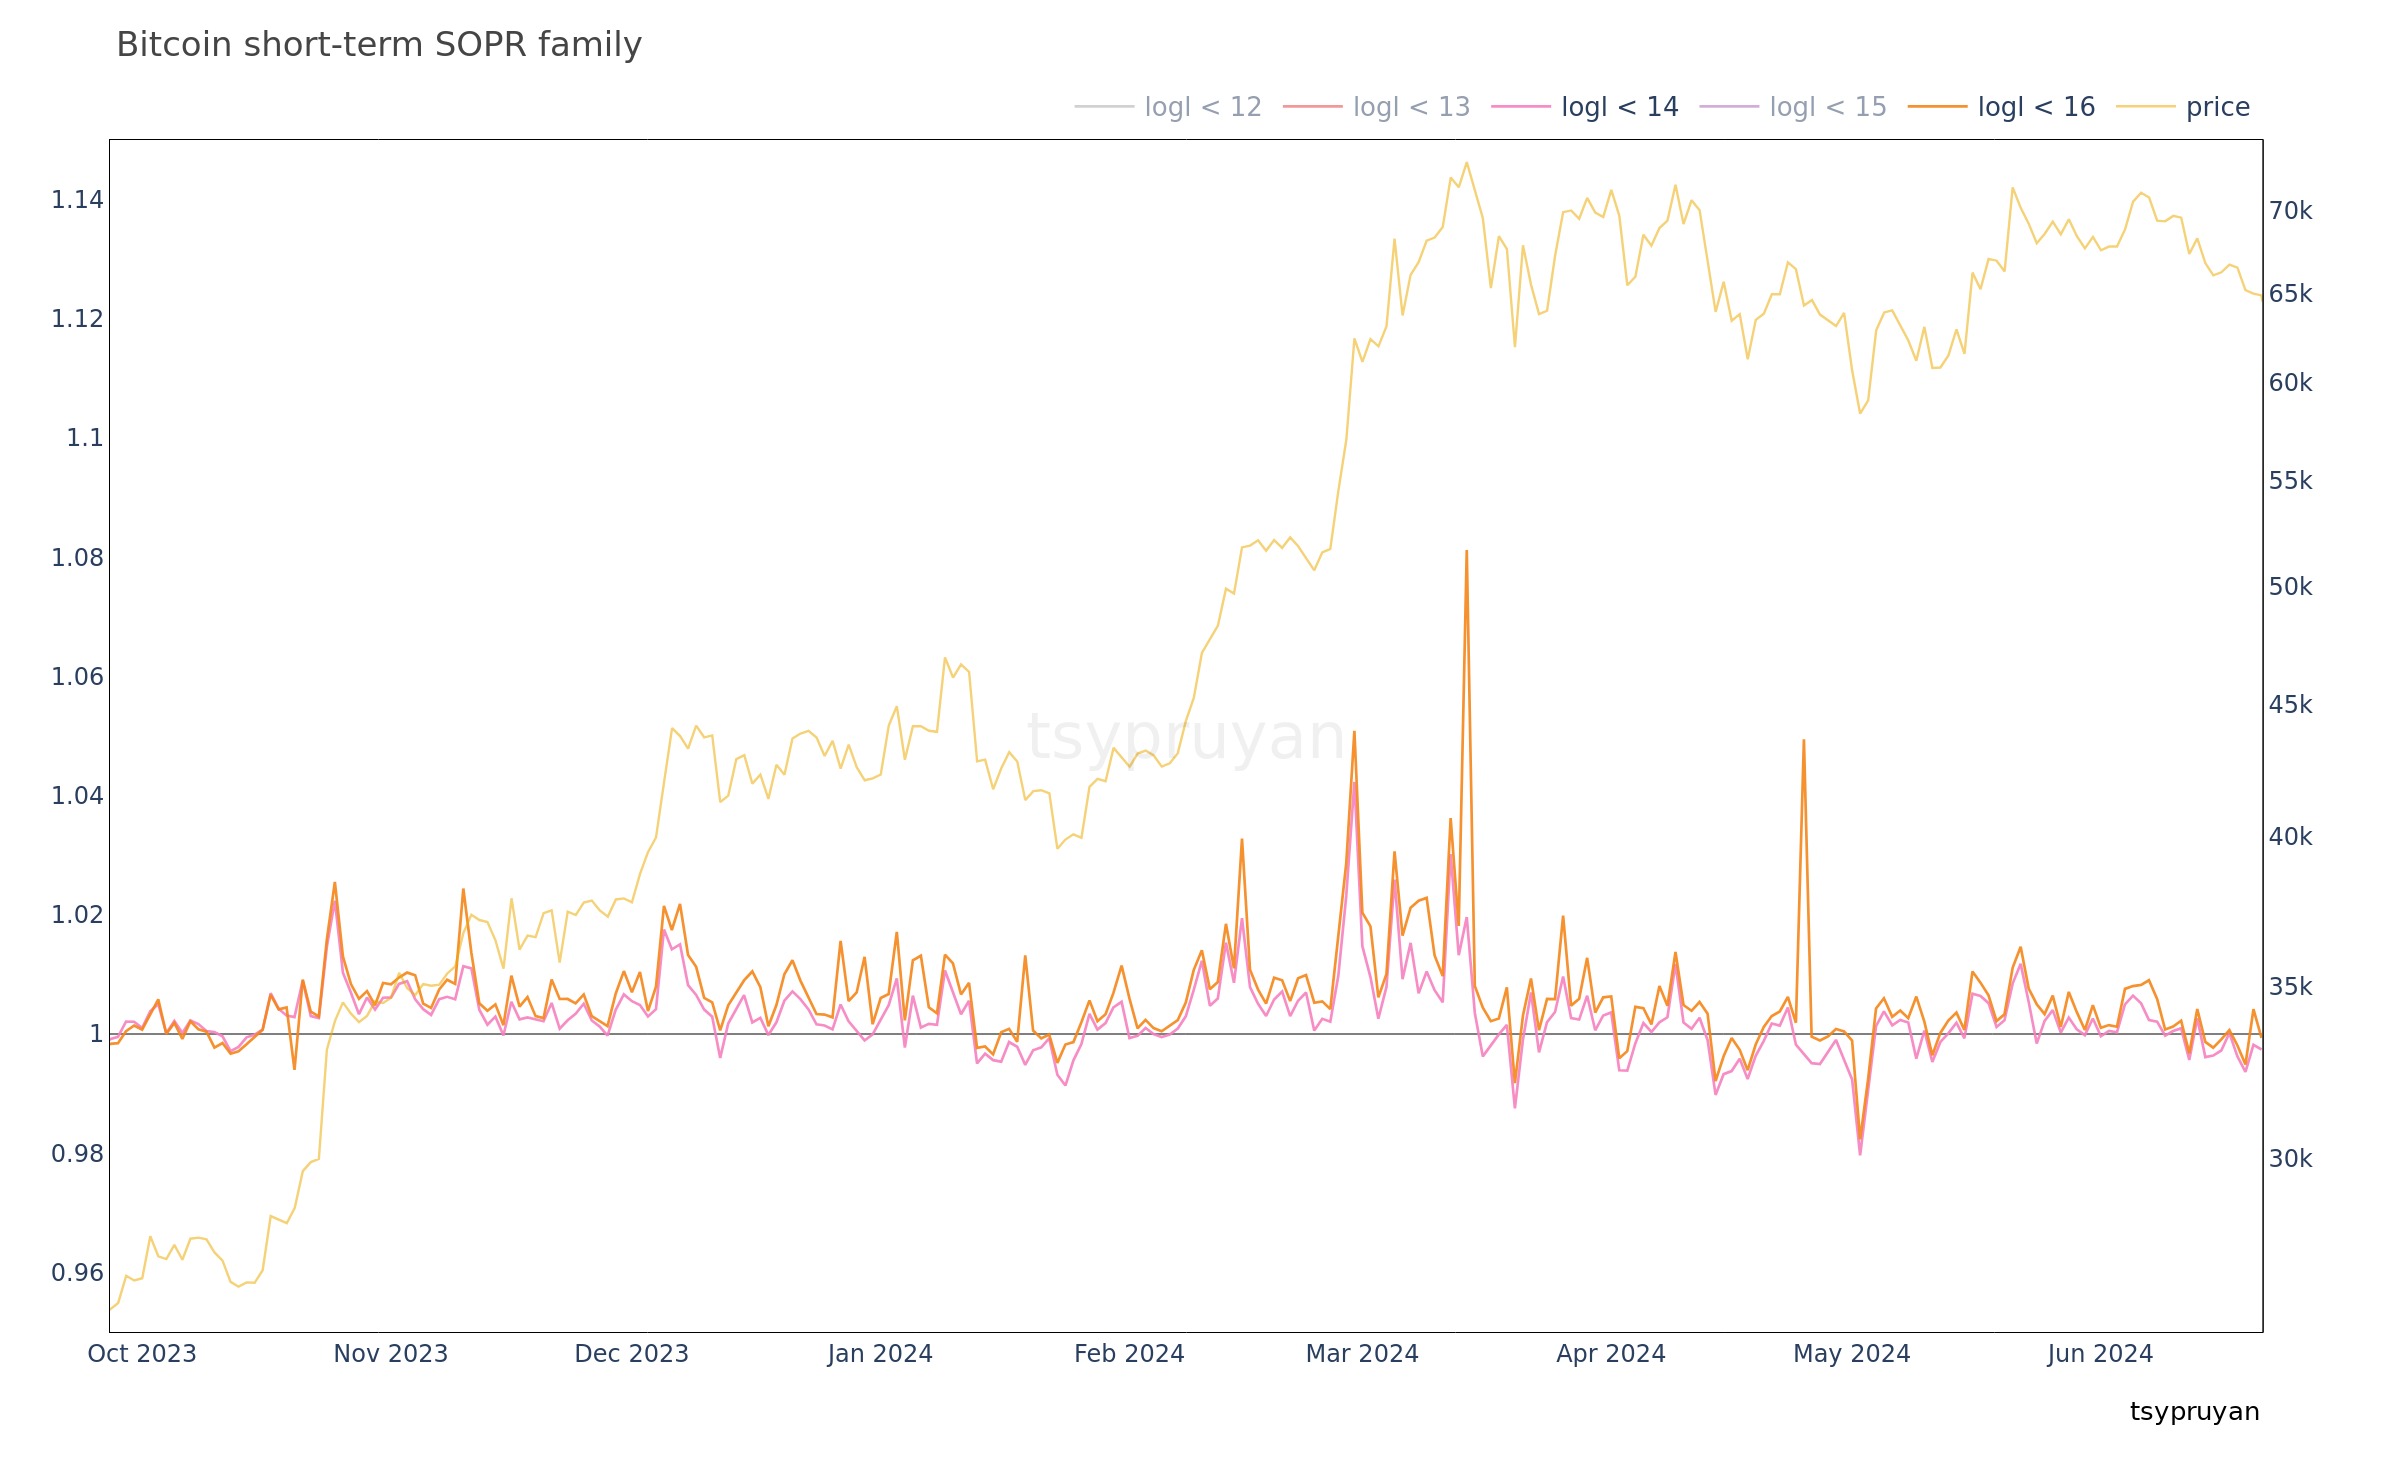 Bitcoin short-term SOPR family
logl < 12 logl < 13 logl < 14 logl < 15 logl < 16 price
1.14
1.12
1.1
1.08
1.06
1.04
1.02
1
0.98
0.96
70k
65k
60k
55k
50k
45k
40k
35k
30k
tsypruyan
Oct 2023 Nov 2023 Dec 2023 Jan 2024 Feb 2024 Mar 2024 Apr 2024 May 2024 Jun 2024
tsypruyan